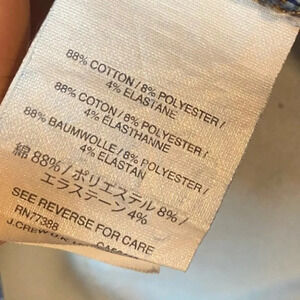 88% COTTON / 8% POLYESTER /
4% ELASTANE
88% COTON / 8% POLYESTER /
4% ELASTHANNE
88% BAUMWOLLE / 8% POLYESTER /
4% ELASTAN
綿 88% / ポリエステル 8% /
エラステーン 4%
SEE REVERSE FOR CARE
RN77388
J.CREW